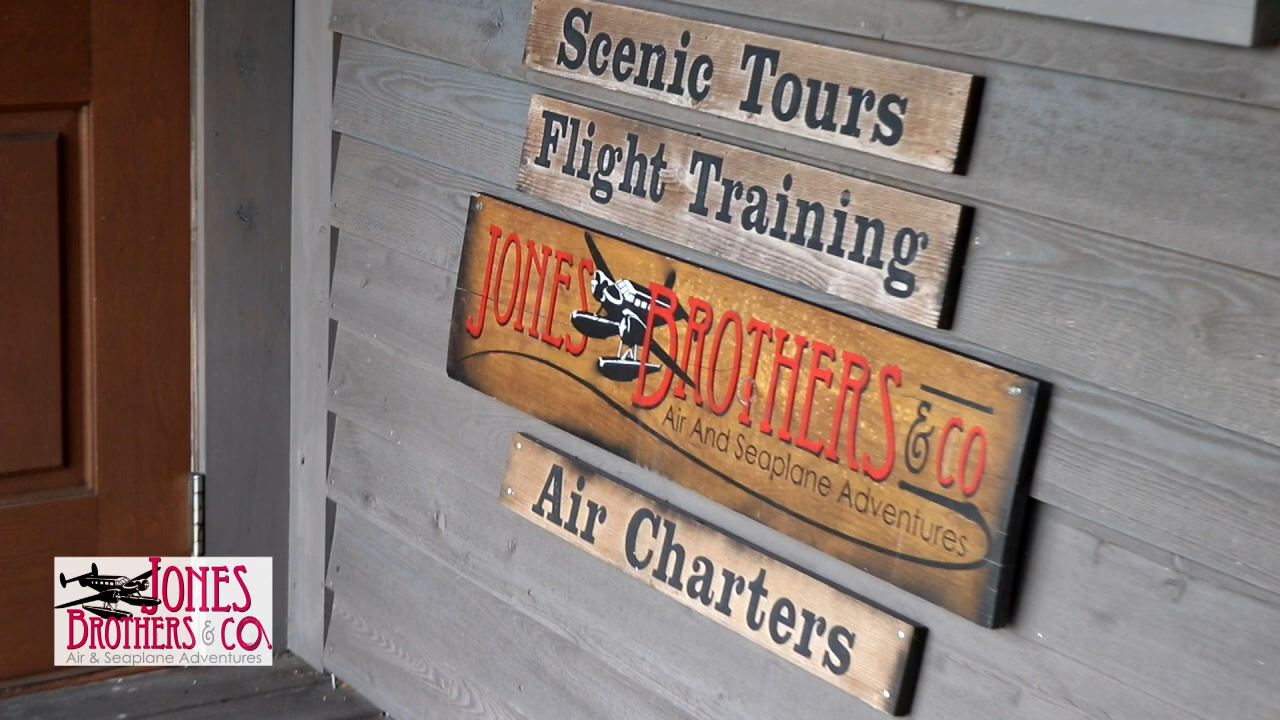 Scenic Tours
Flight Training
JONES BROTHERS & CO
Air And Seaplane Adventures
Air Charters
JONES
BROTHERS & CO.
Air & Seaplane Adventures